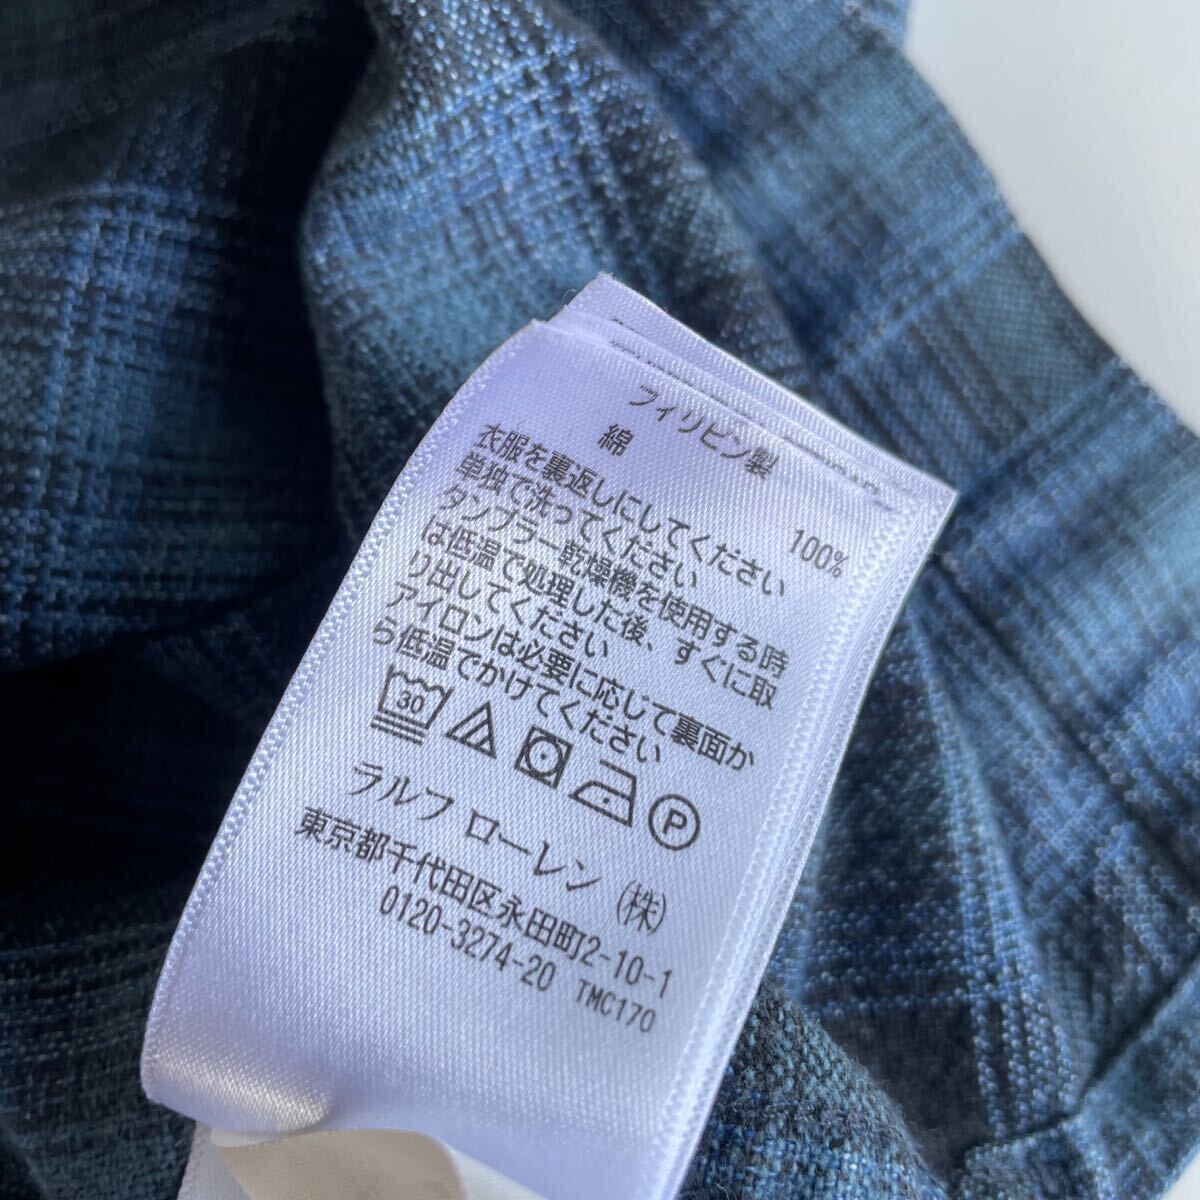 フィリピン製
綿 100%
衣服を裏返しにしてください
単独で洗ってください
タンブラー乾燥機を使用する時
は低温で処理した後、すぐに取
り出してください
アイロンは必要に応じて裏面か
ら低温でかけてください
30 P
ラルフ ローレン (株)
東京都千代田区永田町2-10-1
0120-3274-20 TMC170